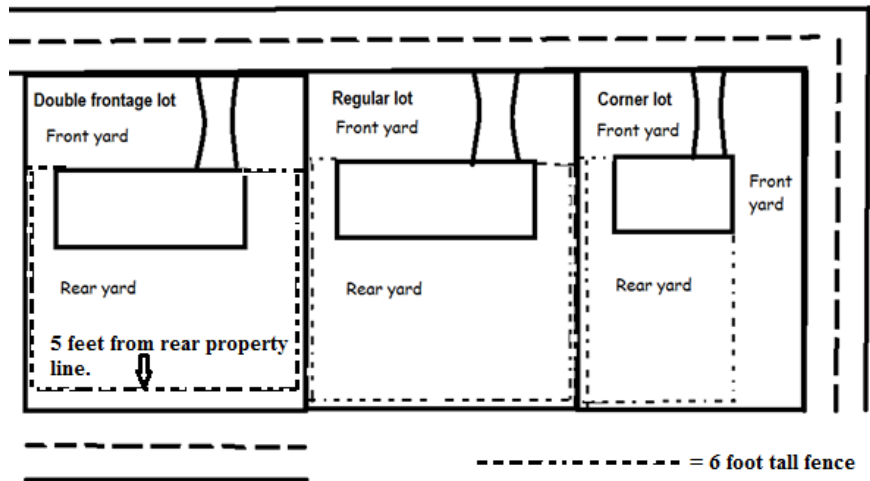 Double frontage lot
Front yard
Regular lot
Front yard
Corner lot
Front yard
Front
yard
Rear yard
Rear yard
Rear yard
5 feet from rear property
line.
= 6 foot tall fence